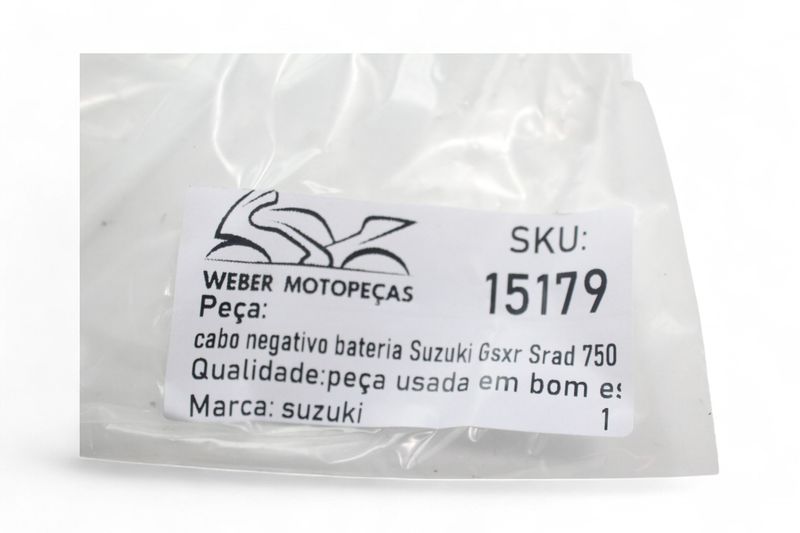 WEBER MOTOPEÇAS
SKU:
15179
Peça:
cabo negativo bateria Suzuki Gsxr Srad 750
Qualidade:peça usada em bom es
Marca: suzuki
1